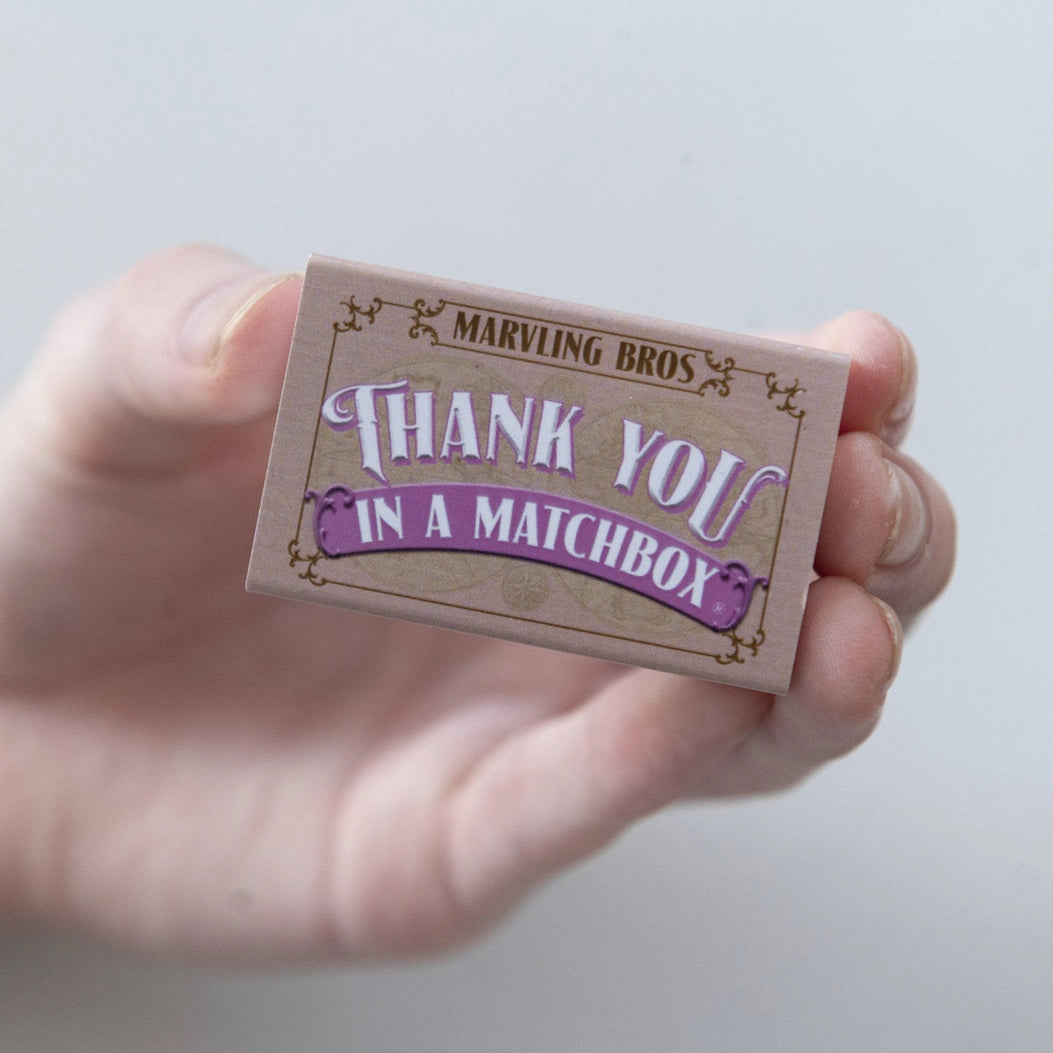 MARVLING BROS
THANK YOU
IN A MATCHBOX